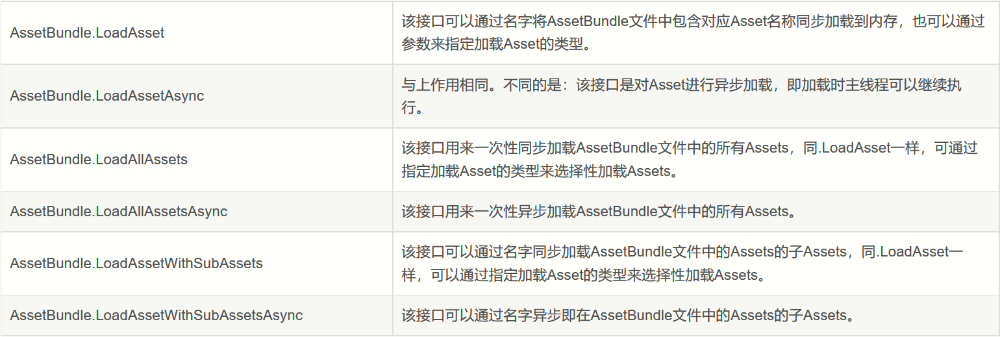 AssetBundle.LoadAsset
该接口可以通过名字将AssetBundle文件中包含对应Asset名称同步加载到内存，也可以通过
参数来指定加载Asset的类型。
AssetBundle.LoadAssetAsync
与上作用相同。不同的是：该接口是对Asset进行异步加载，即加载时主线程可以继续执
行。
AssetBundle.LoadAllAssets
该接口用来一次性同步加载AssetBundle文件中的所有Assets，同.LoadAsset一样，可通过
指定加载Asset的类型来选择性加载Assets。
AssetBundle.LoadAllAssetsAsync
该接口用来一次性异步加载AssetBundle文件中的所有Assets。
AssetBundle.LoadAssetWithSubAssets
该接口可以通过名字同步加载AssetBundle文件中的Assets的子Assets，同.LoadAsset一
样，可以通过指定加载Asset的类型来选择性加载Assets。
AssetBundle.LoadAssetWithSubAssetsAsync
该接口可以通过名字异步即在AssetBundle文件中的Assets的子Assets。